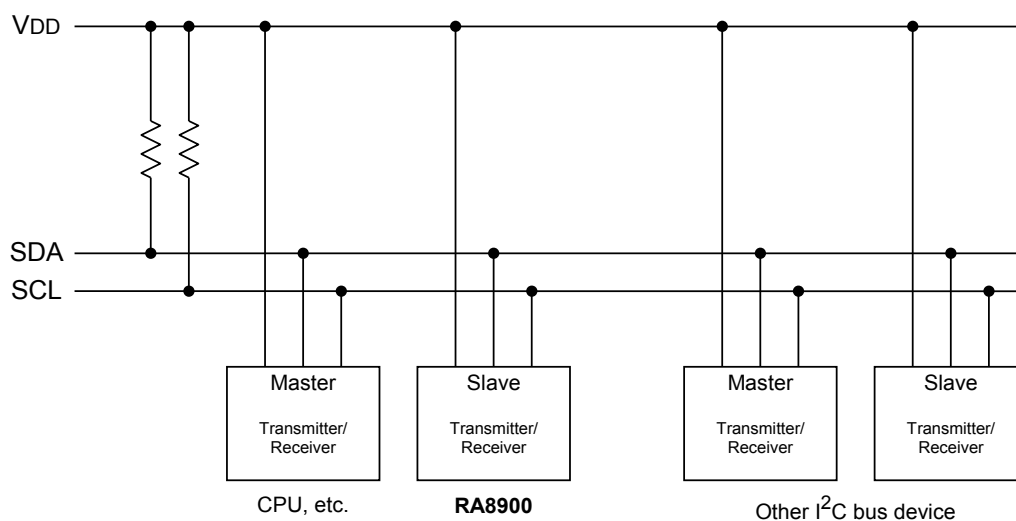 VDD
SDA
SCL
Master
Transmitter/
Receiver
Slave
Transmitter/
Receiver
Master
Transmitter/
Receiver
Slave
Transmitter/
Receiver
CPU, etc.
RA8900
Other I²C bus device